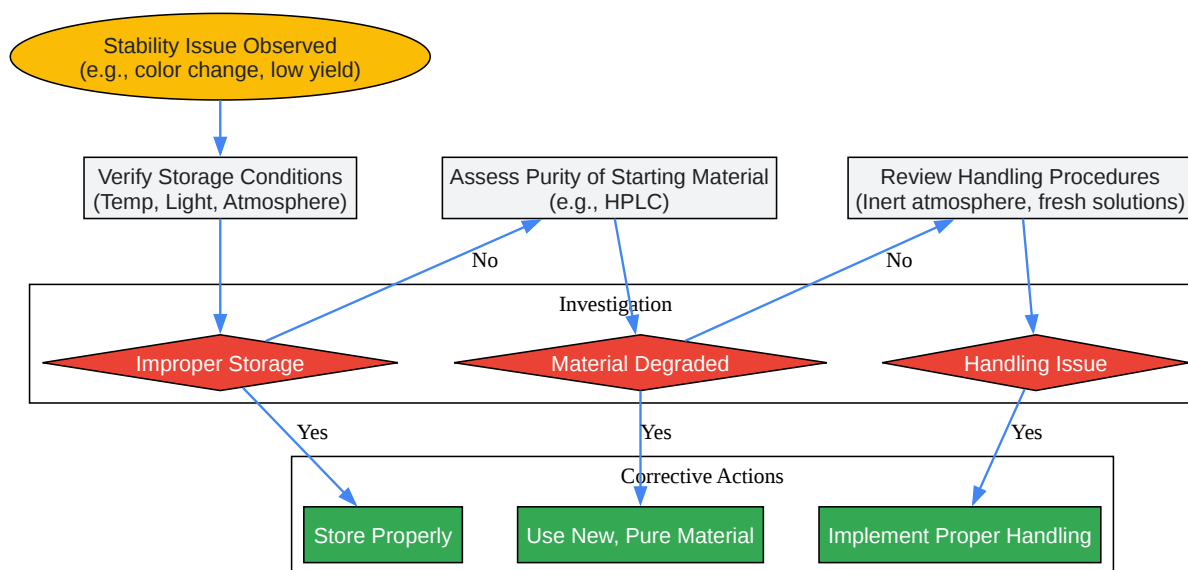 Stability Issue Observed
(e.g., color change, low yield)
Verify Storage Conditions
(Temp, Light, Atmosphere)
Assess Purity of Starting Material
(e.g., HPLC)
Review Handling Procedures
(Inert atmosphere, fresh solutions)
No
No
Investigation
Improper Storage
Material Degraded
Handling Issue
Yes
Yes
Yes
Corrective Actions
Store Properly
Use New, Pure Material
Implement Proper Handling